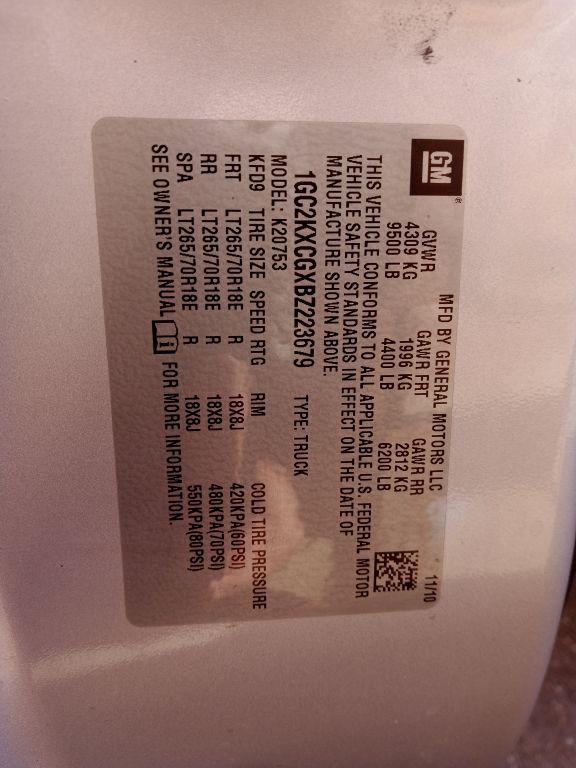 GM®
MFD BY GENERAL MOTORS LLC 11/10
GVWR GAWR FRT GAWR RR
4309 KG 1996 KG 2812 KG
9500 LB 4400 LB 6200 LB
THIS VEHICLE CONFORMS TO ALL APPLICABLE U.S. FEDERAL MOTOR
VEHICLE SAFETY STANDARDS IN EFFECT ON THE DATE OF
MANUFACTURE SHOWN ABOVE.
1GC2KXCGXBZ223679 TYPE: TRUCK
MODEL: K20753
KFD9 TIRE SIZE SPEED RTG RIM COLD TIRE PRESSURE
FRT LT265/70R18E R 18X8J 420KPA(60PSI)
RR LT265/70R18E R 18X8J 480KPA(70PSI)
SPA LT265/70R18E R 18X8J 550KPA(80PSI)
SEE OWNER'S MANUAL FOR MORE INFORMATION.